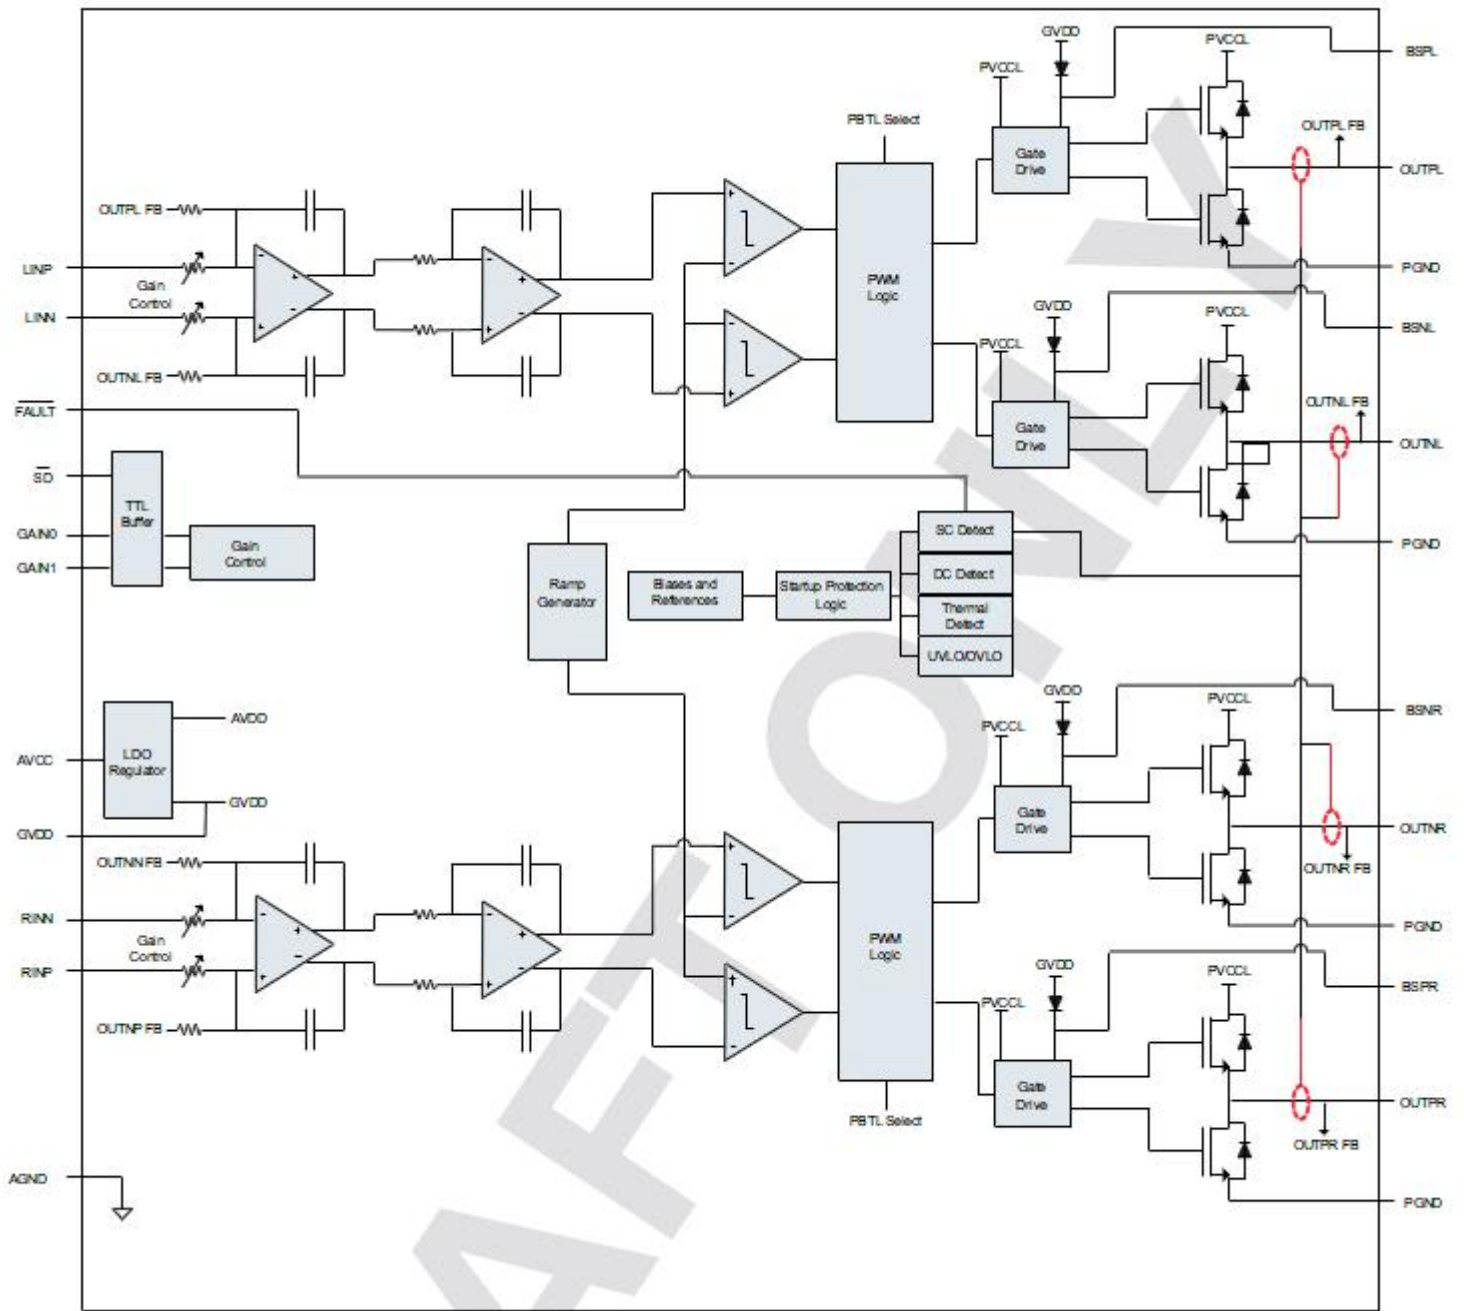 GVDD
PVCCL
BSPL
PVCCL
PBTL Select
OUTPL FB
Gate
Drive
OUTPL
OUTPL FB
LINP
Gain
Control
PWM
Logic
PGND
LINN
GVDD
PVCCL
BSNL
PVCCL
OUTNL FB
FAULT
OUTNL FB
Gate
Drive
OUTNL
SD
TTL
Buffer
GAIN0
GAIN1
Gain
Control
Ramp
Generator
Biases and
References
Startup Protection
Logic
SC Detect
DC Detect
Thermal
Detect
UVLO/OVLO
PGND
AVDD
AVCC
LDO
Regulator
GVDD
GVDD
GVDD
PVCCL
BSNR
PVCCL
Gate
Drive
OUTNR
OUTNR FB
OUTNN FB
RINN
Gain
Control
RINP
OUTNP FB
PWM
Logic
PGND
GVDD
PVCCL
BSPR
PVCCL
Gate
Drive
OUTPR
OUTPR FB
PBTL Select
AGND
PGND
AFT ONLY